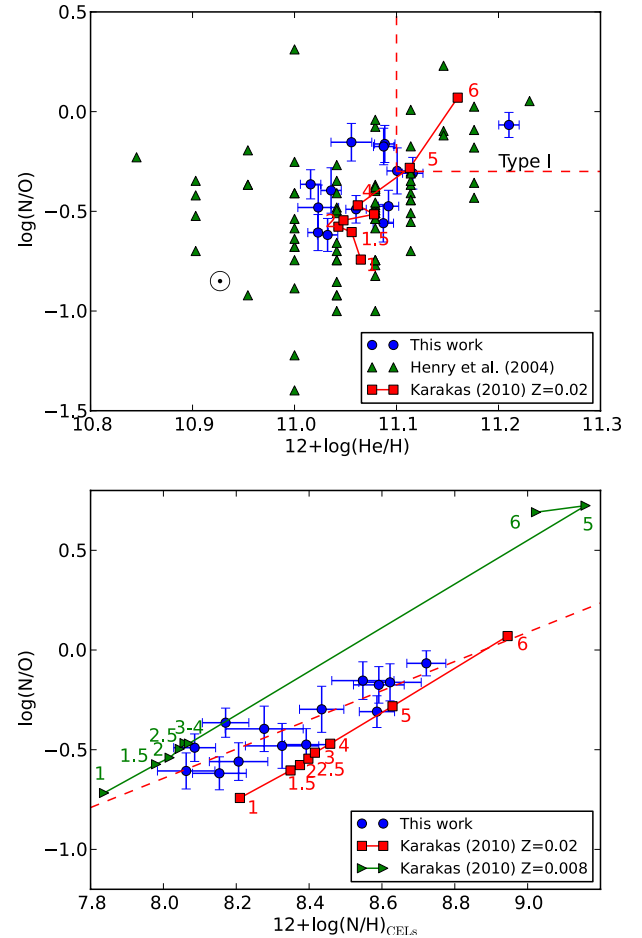 0.5
0.0
−0.5
−1.0
−1.5
log(N/O)
6
5
Type I
4
2
1.5
1
This work
Henry et al. (2004)
Karakas (2010) Z=0.02
10.8 10.9 11.0 11.1 11.2 11.3
12+log(He/H)
0.5
0.0
−0.5
−1.0
log(N/O)
6 5
6
5
2.5 3-4
1.5 2
1
4
3
2 2.5
1.5
1
This work
Karakas (2010) Z=0.02
Karakas (2010) Z=0.008
7.8 8.0 8.2 8.4 8.6 8.8 9.0
12+log(N/H)CELs